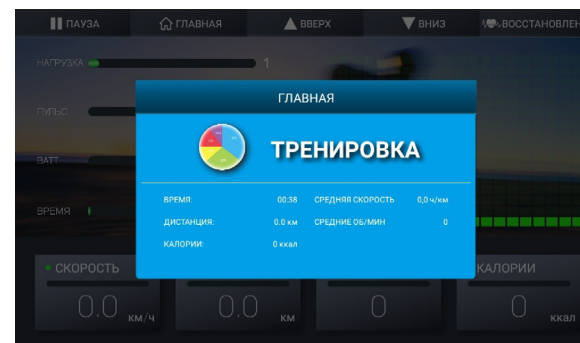 ПАУЗА ГЛАВНАЯ ВВЕРХ ВНИЗ ВОССТАНОВЛЕН
НАГРУЗКА 1
ГЛАВНАЯ
ПУЛЬС
ТРЕНИРОВКА
ВАТТ
ВРЕМЯ: 00:38 СРЕДНЯЯ СКОРОСТЬ 0,0 ч/км
ВРЕМЯ
ДИСТАНЦИЯ: 0.0 км СРЕДНИЕ ОБ/МИН 0
КАЛОРИИ: 0 ккал
СКОРОСТЬ КАЛОРИИ
0.0 км/ч 0.0 км 0 0 ккал